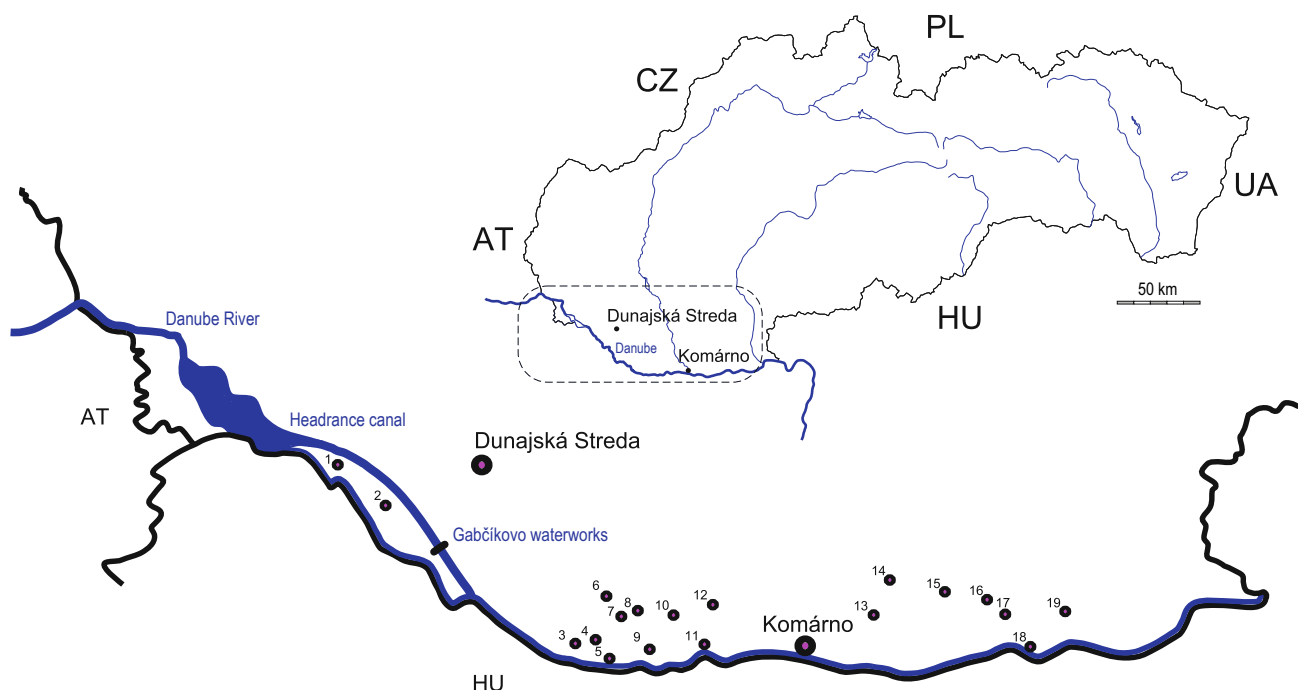 PL
CZ
UA
AT
50 km
HU
Dunajská Streda
Danube
Komárno
Danube River
AT
Headrance canal
Dunajská Streda
1
2
Gabčíkovo waterworks
14
6
15
16
12
8
7
10
13
17
19
Komárno
3
4
9
11
18
5
HU